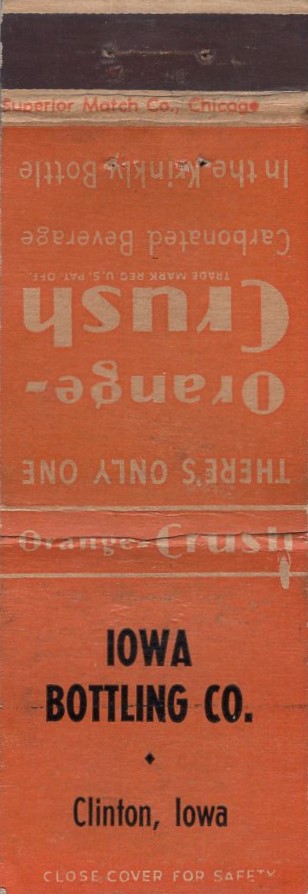 Superior Match Co., Chicago
THERE'S ONLY ONE
Orange-
Crush
TRADE MARK REG. U.S. PAT. OFF.
Carbonated Beverage
In the Krinkly Bottle
Orange-Crush
IOWA
BOTTLING CO.
Clinton, Iowa
CLOSE COVER FOR SAFETY